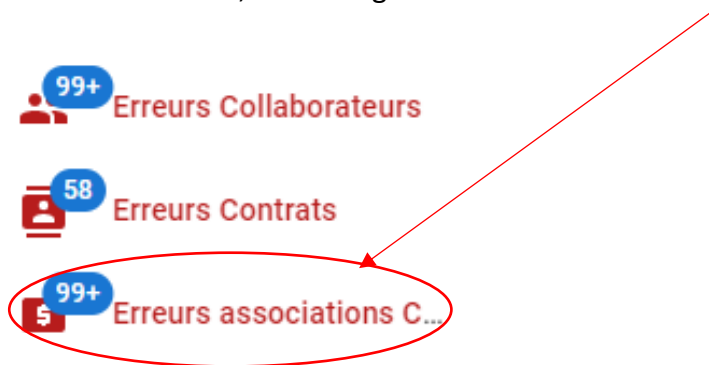 99+
Erreurs Collaborateurs
58
Erreurs Contrats
99+
Erreurs associations C...